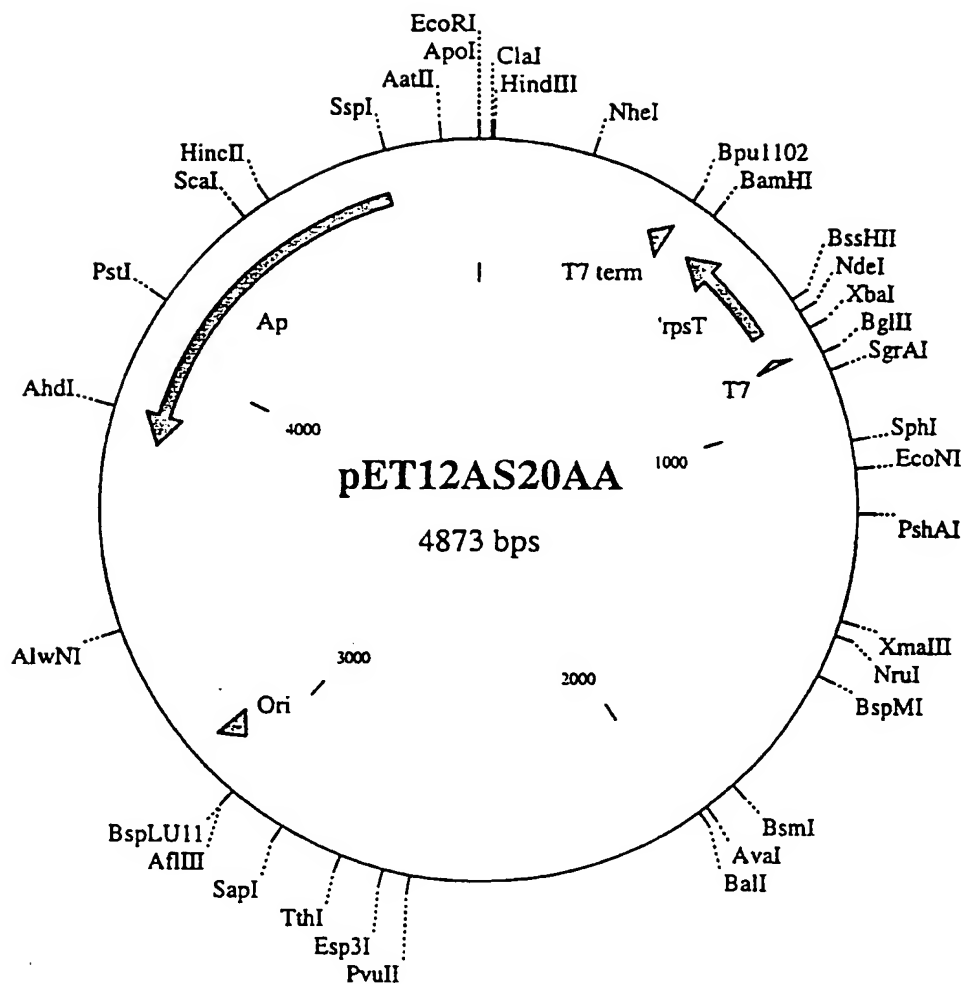 EcoRI
ApoI
ClaI
HindIII
AatII
SspI
NheI
HincII
ScaI
Bpu1102
BamHI
PstI
BssHII
NdeI
XbaI
BglII
SgrAI
T7 term
'rpsT
T7
Ap
AhdI
4000
1000
SphI
EcoNI
PshAI
pET12AS20AA
4873 bps
AlwNI
XmaIII
NruI
BspMI
3000
2000
Ori
BspLU11
AflIII
SapI
TthI
Esp3I
PvuII
BsmI
AvaI
BalI